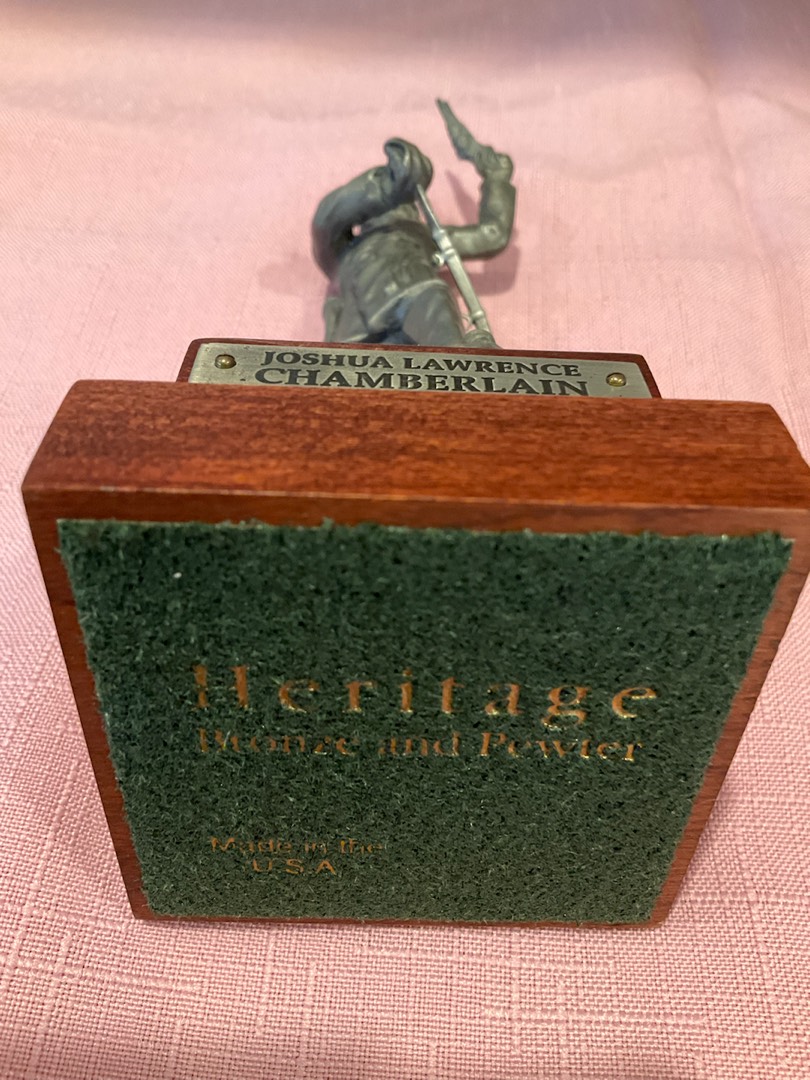 JOSHUA LAWRENCE
CHAMBERLAIN
Heritage
Bronze and Pewter
Made in the
U.S.A